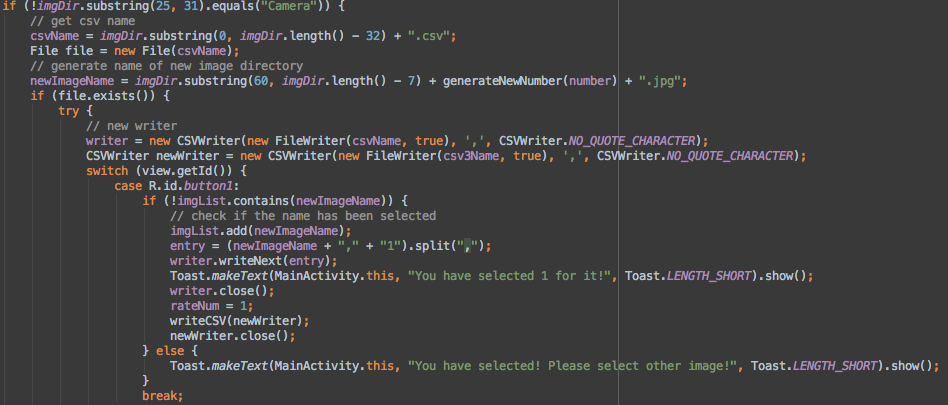 if (!imgDir.substring(25, 31).equals("Camera")) {
// get csv name
csvName = imgDir.substring(0, imgDir.length() - 32) + ".csv";
File file = new File(csvName);
// generate name of new image directory
newImageName = imgDir.substring(60, imgDir.length() - 7) + generateNewNumber(number) + ".jpg";
if (file.exists()) {
try {
// new writer
writer = new CSVWriter(new FileWriter(csvName, true), ',', CSVWriter.NO_QUOTE_CHARACTER);
CSVWriter newWriter = new CSVWriter(new FileWriter(csv3Name, true), ',', CSVWriter.NO_QUOTE_CHARACTER);
switch (view.getId()) {
case R.id.button1:
if (!imgList.contains(newImageName)) {
// check if the name has been selected
imgList.add(newImageName);
entry = (newImageName + "," + "1").split(",");
writer.writeNext(entry);
Toast.makeText(MainActivity.this, "You have selected 1 for it!", Toast.LENGTH_SHORT).show();
writer.close();
rateNum = 1;
writeCSV(newWriter);
newWriter.close();
} else {
Toast.makeText(MainActivity.this, "You have selected! Please select other image!", Toast.LENGTH_SHORT).show();
}
break;